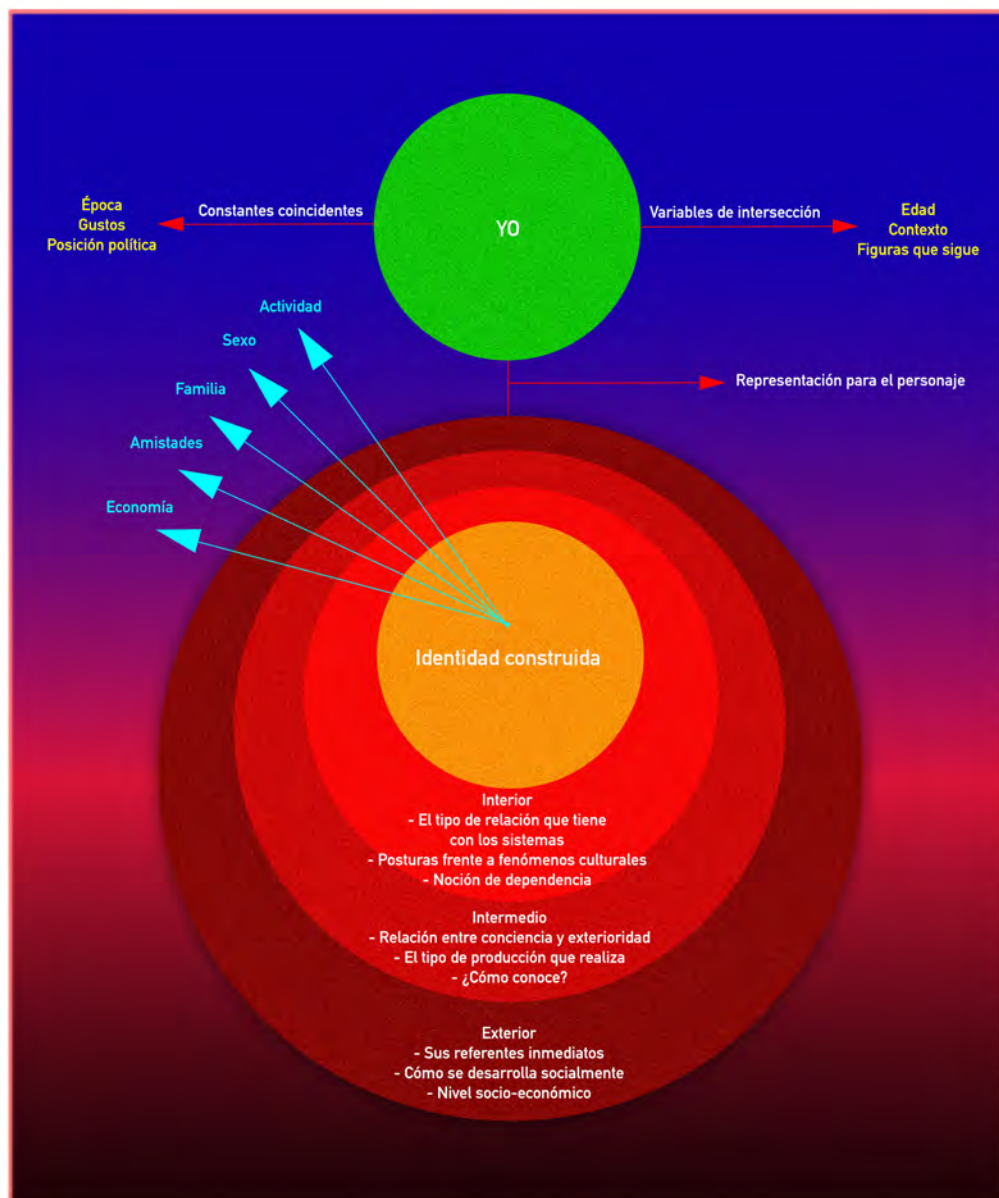 Época
Gustos
Posición política
Constantes coincidentes
YO
Variables de intersección
Edad
Contexto
Figuras que sigue
Actividad
Sexo
Familia
Amistades
Economía
Representación para el personaje
Identidad construida
Interior
- El tipo de relación que tiene
con los sistemas
- Posturas frente a fenómenos culturales
- Noción de dependencia
Intermedio
- Relación entre conciencia y exterioridad
- El tipo de producción que realiza
- ¿Cómo conoce?
Exterior
- Sus referentes inmediatos
- Cómo se desarrolla socialmente
- Nivel socio-económico